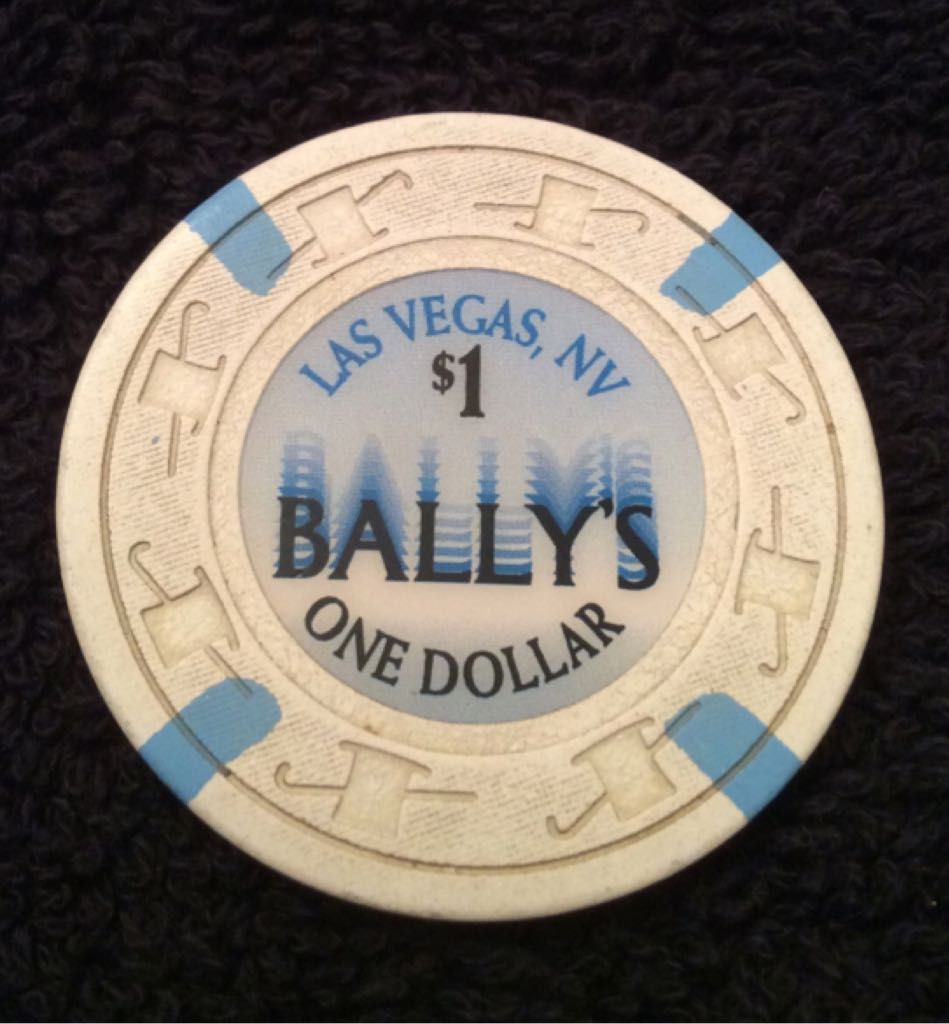 LAS VEGAS, NV
$1
BALLY'S
ONE DOLLAR